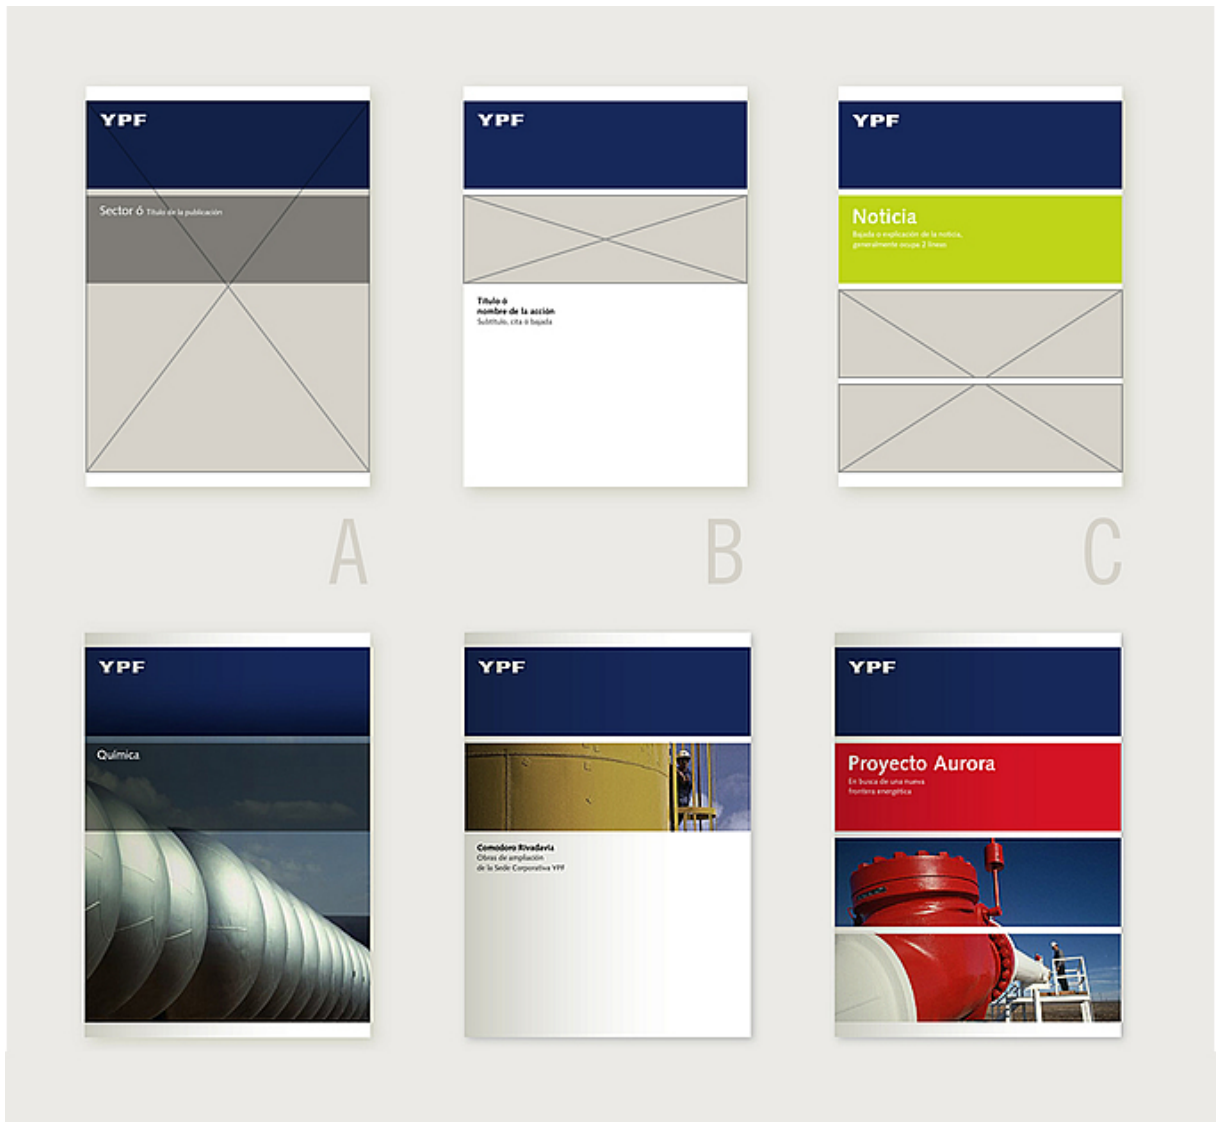 YPF
Sector ó Título de la publicación
YPF
Título ó
nombre de la acción
Subtítulo, cita ó bajada
YPF
Noticia
Bajada o explicación de la noticia,
generalmente ocupa 2 líneas
A
B
C
YPF
Química
YPF
Comodoro Rivadavia
Obras de ampliación
de la Sede Corporativa YPF
YPF
Proyecto Aurora
En busca de una nueva
frontera energética